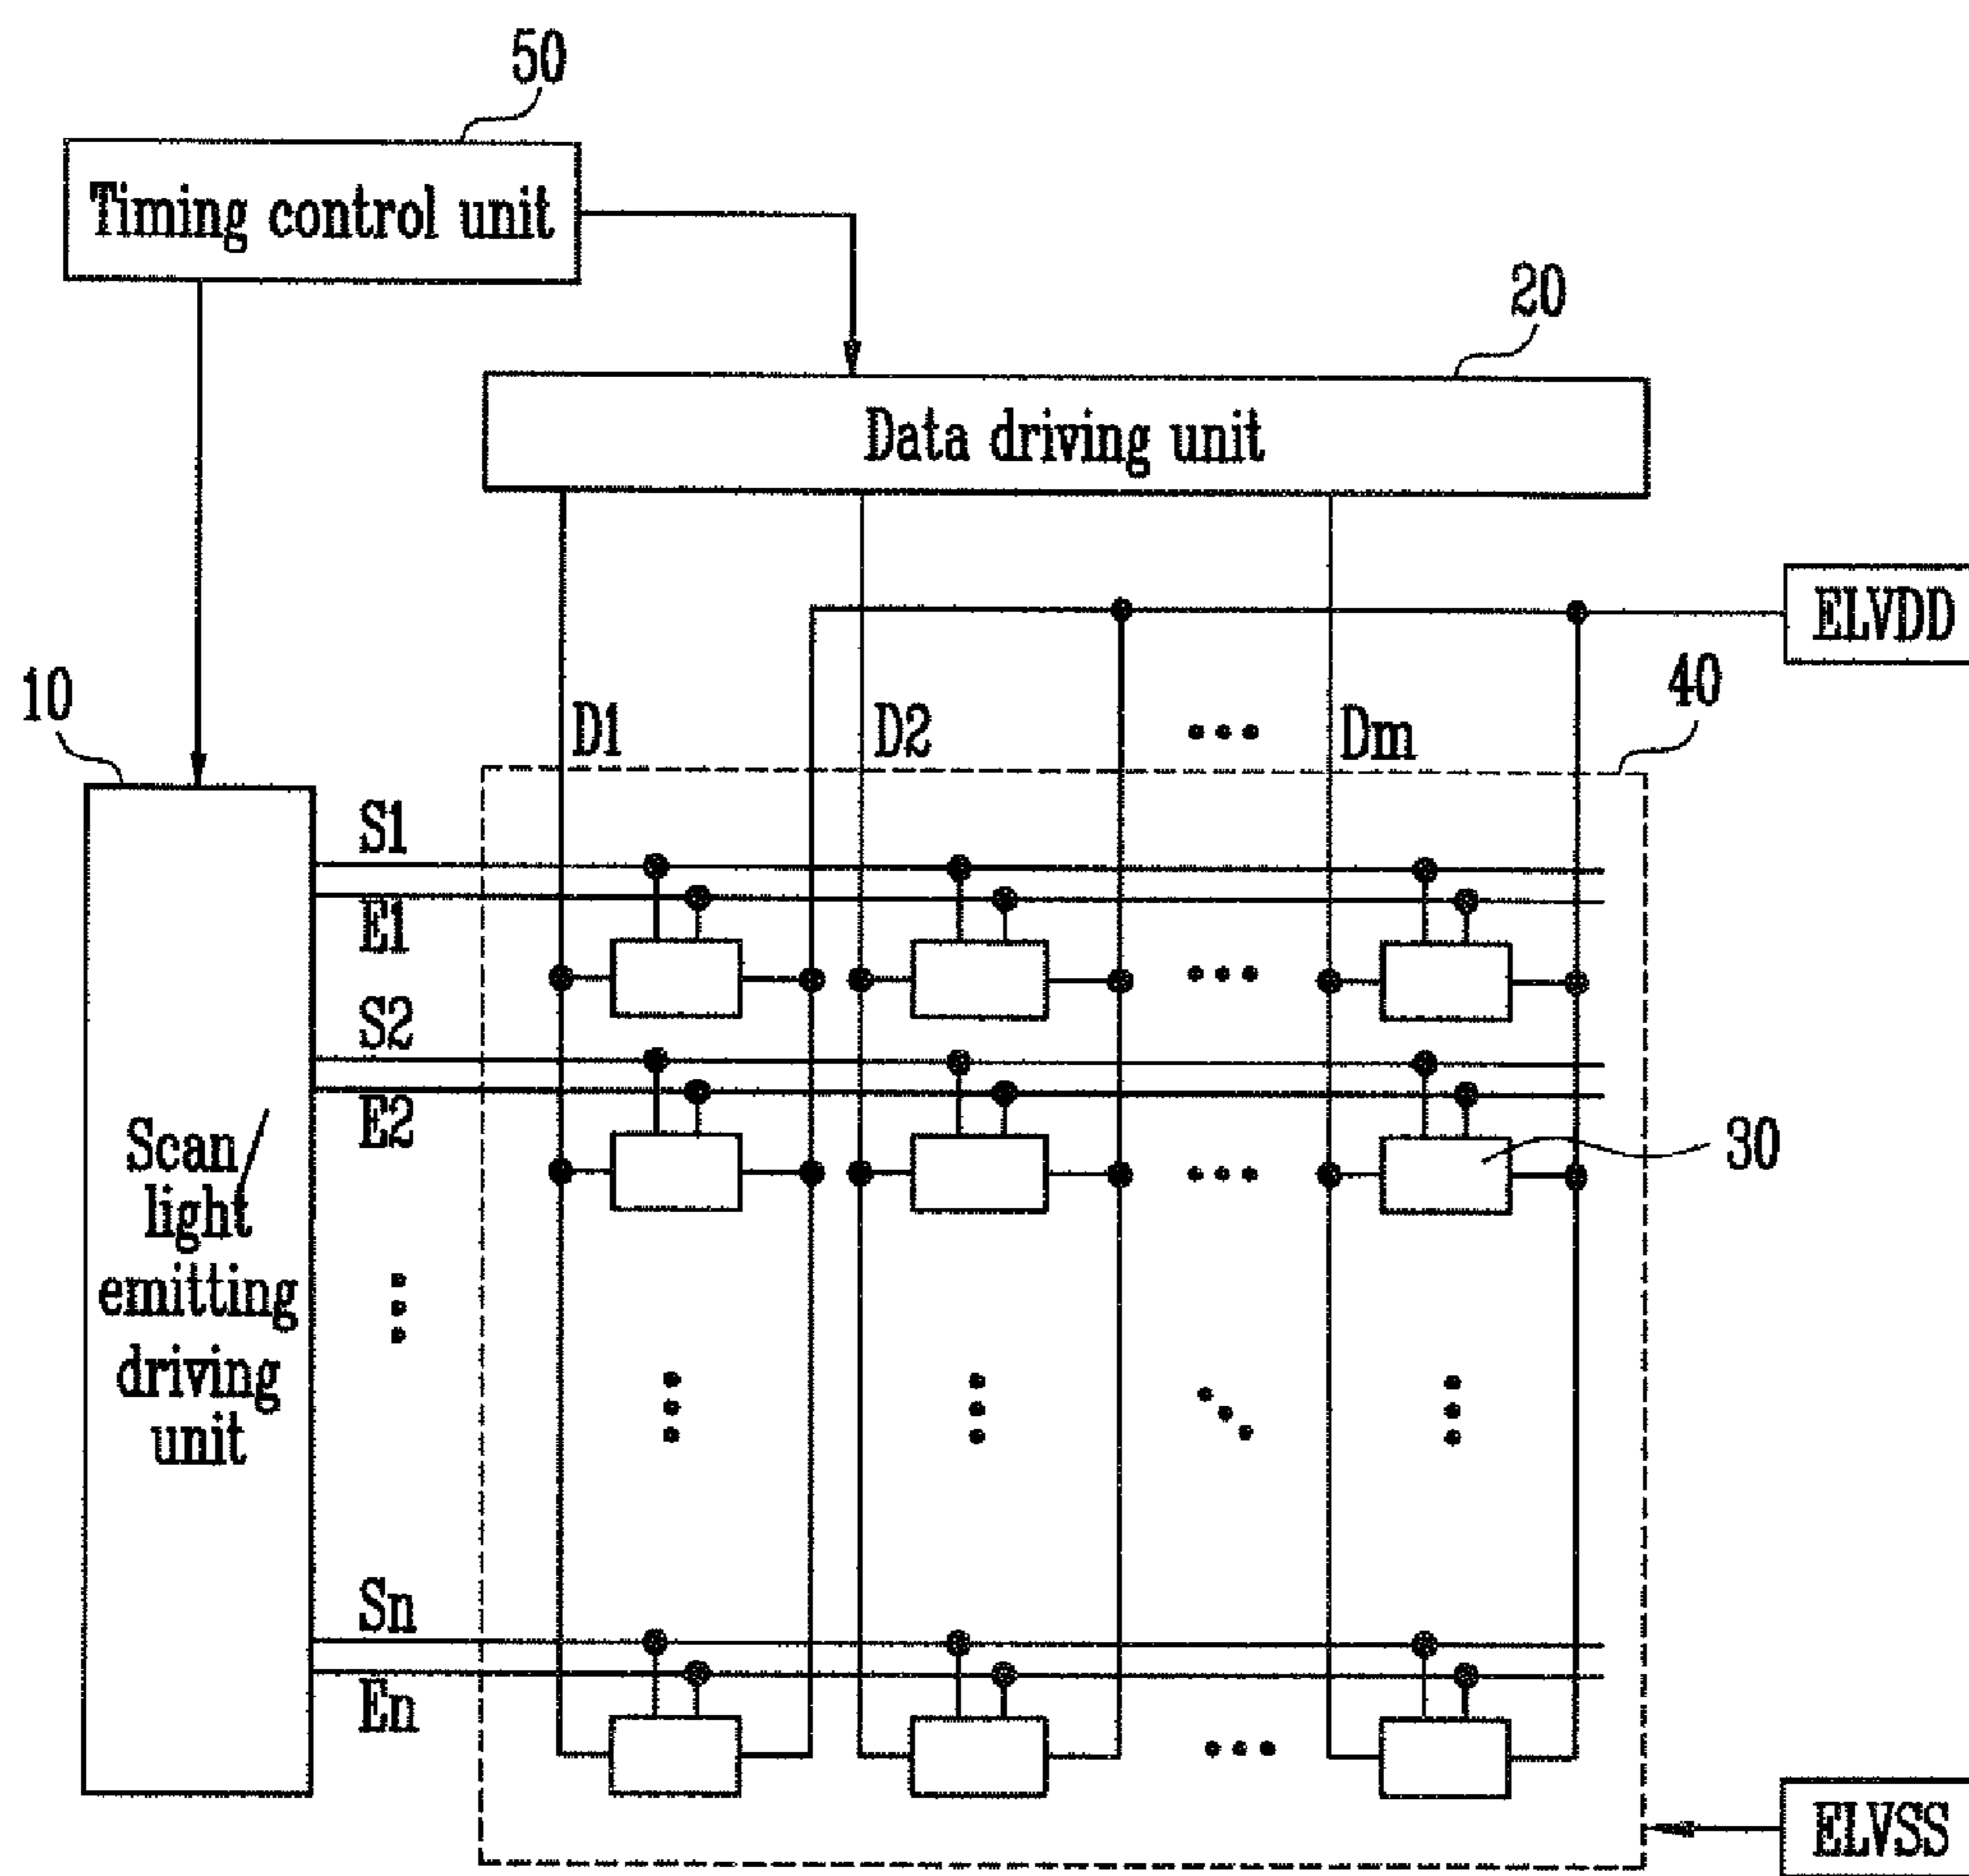 50
Timing control unit
20
Data driving unit
ELVDD
40
10
D1
D2
Dm
S1
E1
S2
E2
30
Scan/
light
emitting
driving
unit
Sn
En
ELVSS